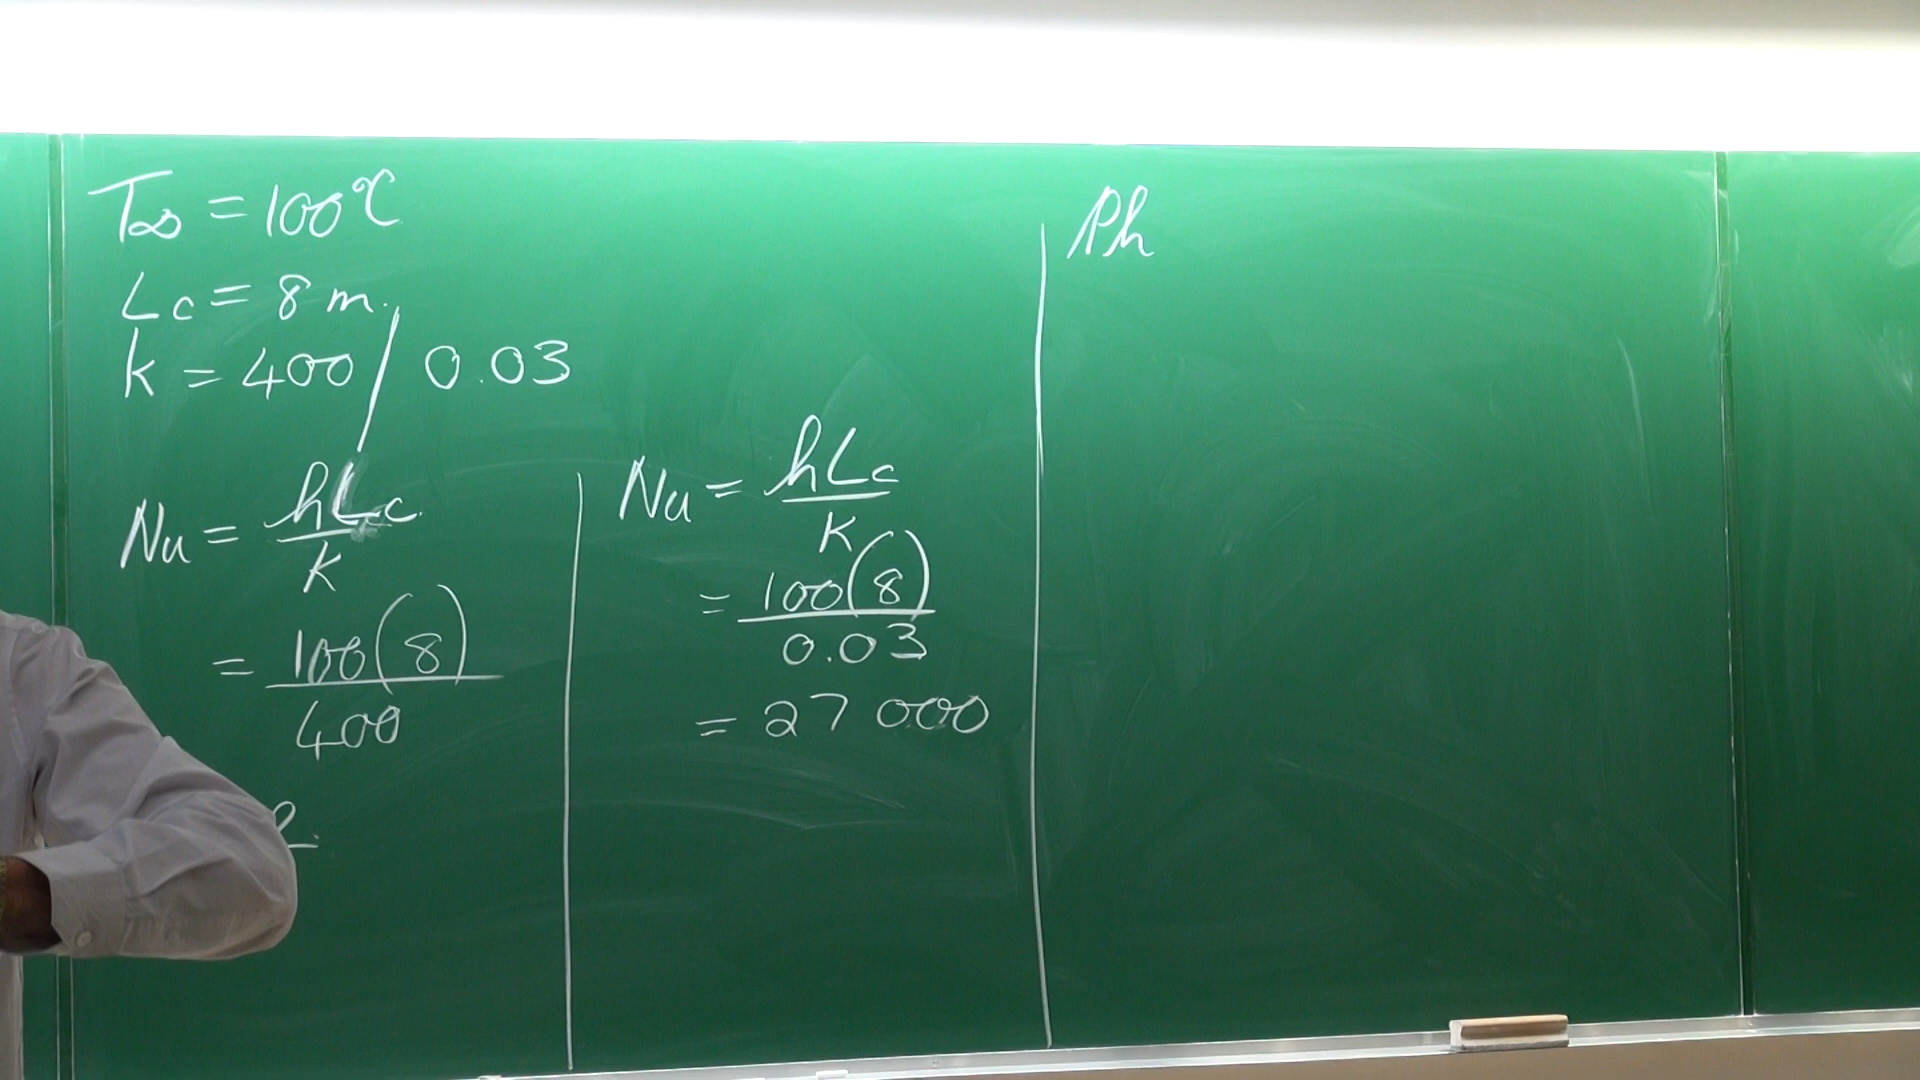 T∞ = 100℃
Lc = 8 m.
k = 400 / 0.03
Nu = hLc / k
= 100(8) / 400
2.
Nu = hLc / k
= 100(8) / 0.03
= 27 000
Ph